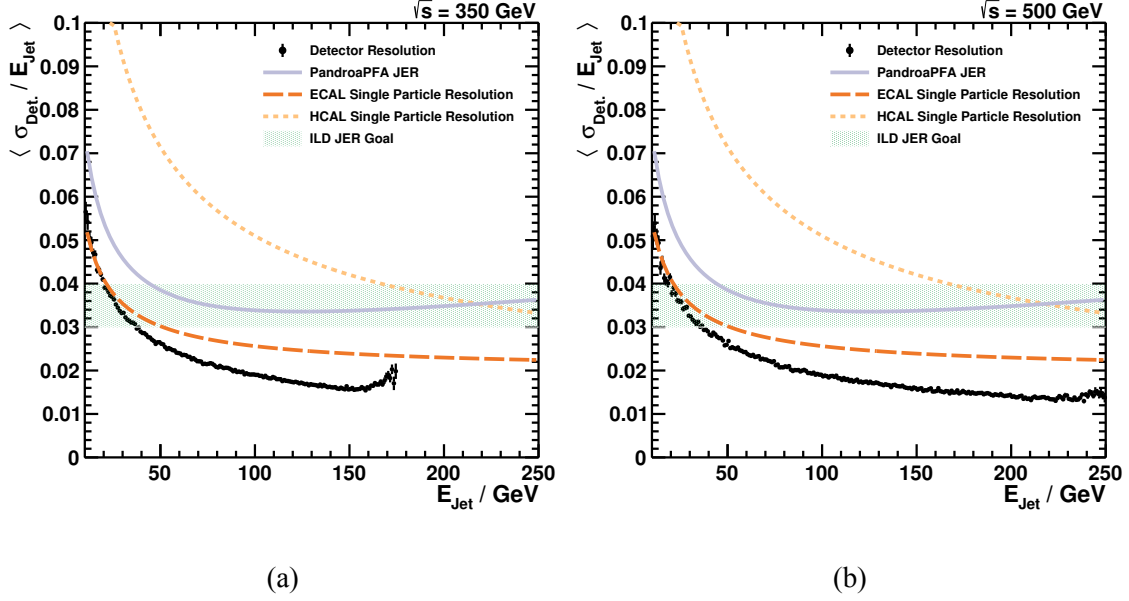 √s = 350 GeV
⟨ σDet. / EJet ⟩
0.1
0.09
0.08
0.07
0.06
0.05
0.04
0.03
0.02
0.01
0
Detector Resolution
PandroaPFA JER
ECAL Single Particle Resolution
HCAL Single Particle Resolution
ILD JER Goal
50 100 150 200 250
EJet / GeV
(a)
√s = 500 GeV
⟨ σDet. / EJet ⟩
0.1
0.09
0.08
0.07
0.06
0.05
0.04
0.03
0.02
0.01
0
Detector Resolution
PandroaPFA JER
ECAL Single Particle Resolution
HCAL Single Particle Resolution
ILD JER Goal
50 100 150 200 250
EJet / GeV
(b)